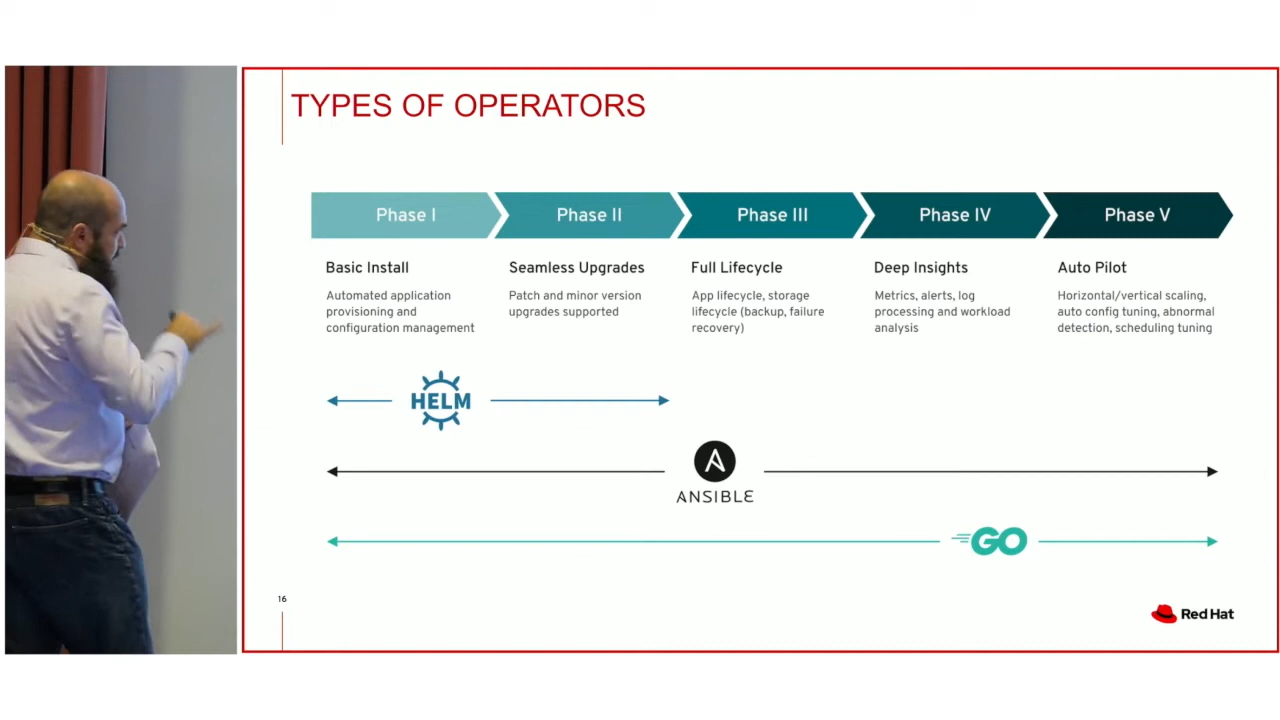 TYPES OF OPERATORS
Phase I
Phase II
Phase III
Phase IV
Phase V
Basic Install
Automated application
provisioning and
configuration management
Seamless Upgrades
Patch and minor version
upgrades supported
Full Lifecycle
App lifecycle, storage
lifecycle (backup, failure
recovery)
Deep Insights
Metrics, alerts, log
processing and workload
analysis
Auto Pilot
Horizontal/vertical scaling,
auto config tuning, abnormal
detection, scheduling tuning
HELM
ANSIBLE
GO
16
Red Hat